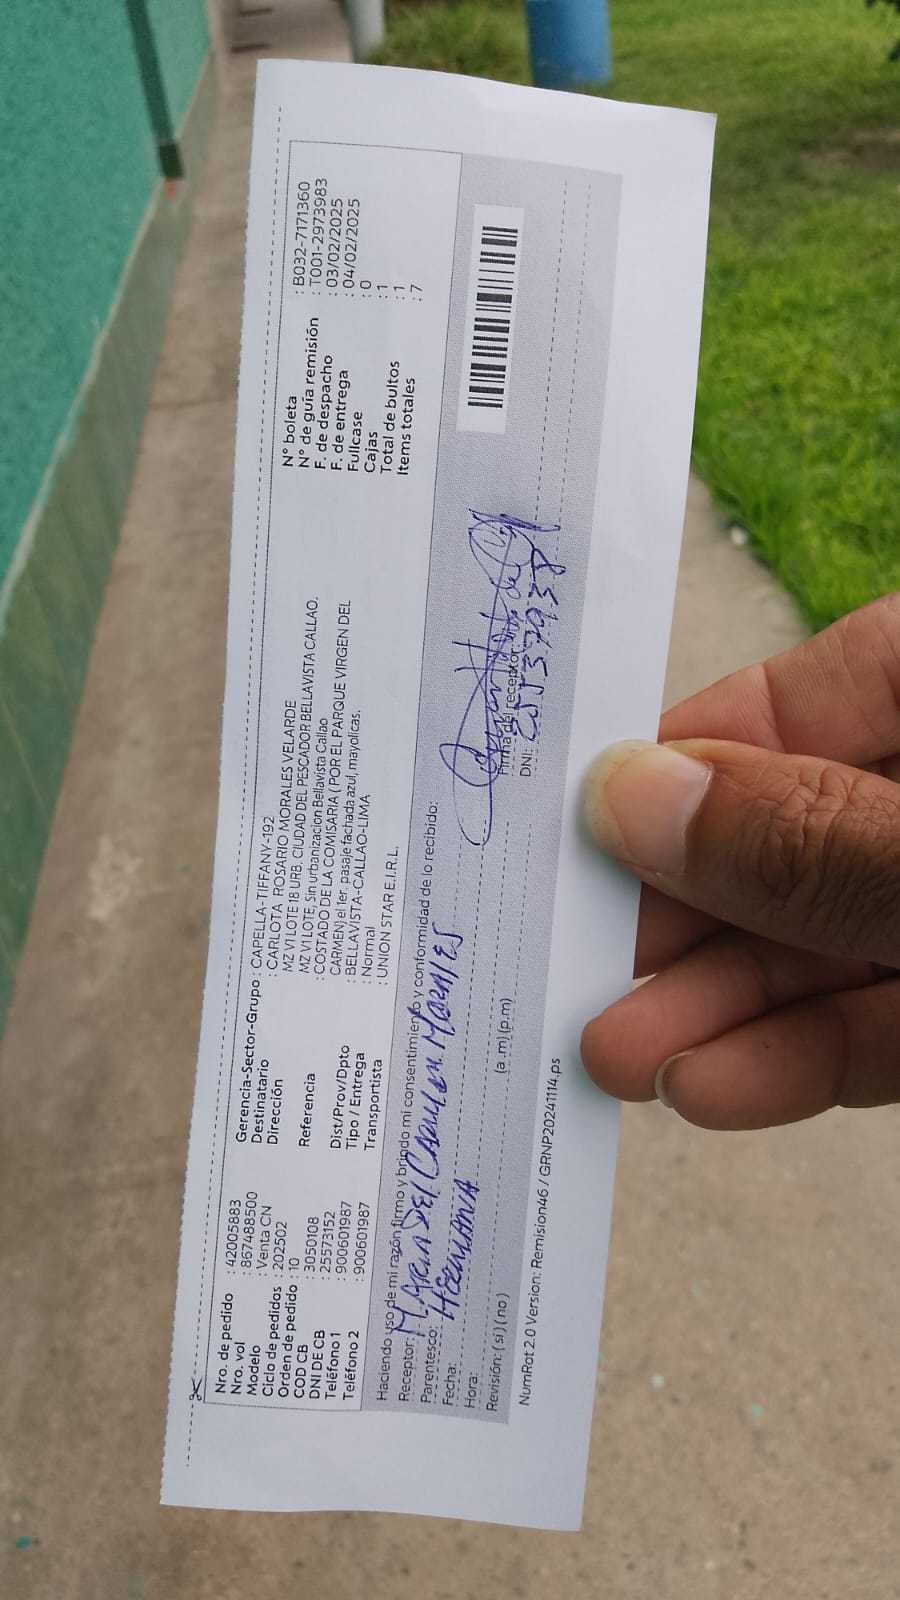 Nro. de pedido : 42005883
Nro. vol : 867488500
Modelo : Venta CN
Ciclo de pedidos : 202502
Orden de pedido : 10
COD CB : 3050108
DNI DE CB : 25573152
Teléfono 1 : 900601987
Teléfono 2 : 900601987
Gerencia-Sector-Grupo : CAPELLA-TIFFANY-192
Destinatario : CARLOTA ROSARIO MORALES VELARDE
Dirección MZ V1 LOTE 18 URB. CIUDAD DEL PESCADOR BELLAVISTA CALLAO.
MZ V1 LOTE, Sin urbanizacion Bellavista Callao
Referencia : COSTADO DE LA COMISARIA ( POR EL PARQUE VIRGEN DEL
CARMEN) el 1er. pasaje fachada azul, mayolicas.
Dist/Prov/Dpto : BELLAVISTA-CALLAO-LIMA
Tipo / Entrega : Normal
Transportista : UNION STAR E.I.R.L.
N° boleta : B032-7171360
N° de guía remisión : T001-2973983
F. de despacho : 03/02/2025
F. de entrega : 04/02/2025
Fullcase : 0
Cajas : 1
Total de bultos : 1
Items totales : 7
Haciendo uso de mi razón firmo y brindo mi consentimiento y conformidad de lo recibido:
Receptor: MARIA DEL CARMEN MORALES
Parentesco: HERMANA
Fecha:
Hora: (a .m) (p.m)
Revisión: ( si ) ( no )
Firma del receptor
DNI:
NumRot 2.0 Version: Remision46 / GRNP20241114.ps